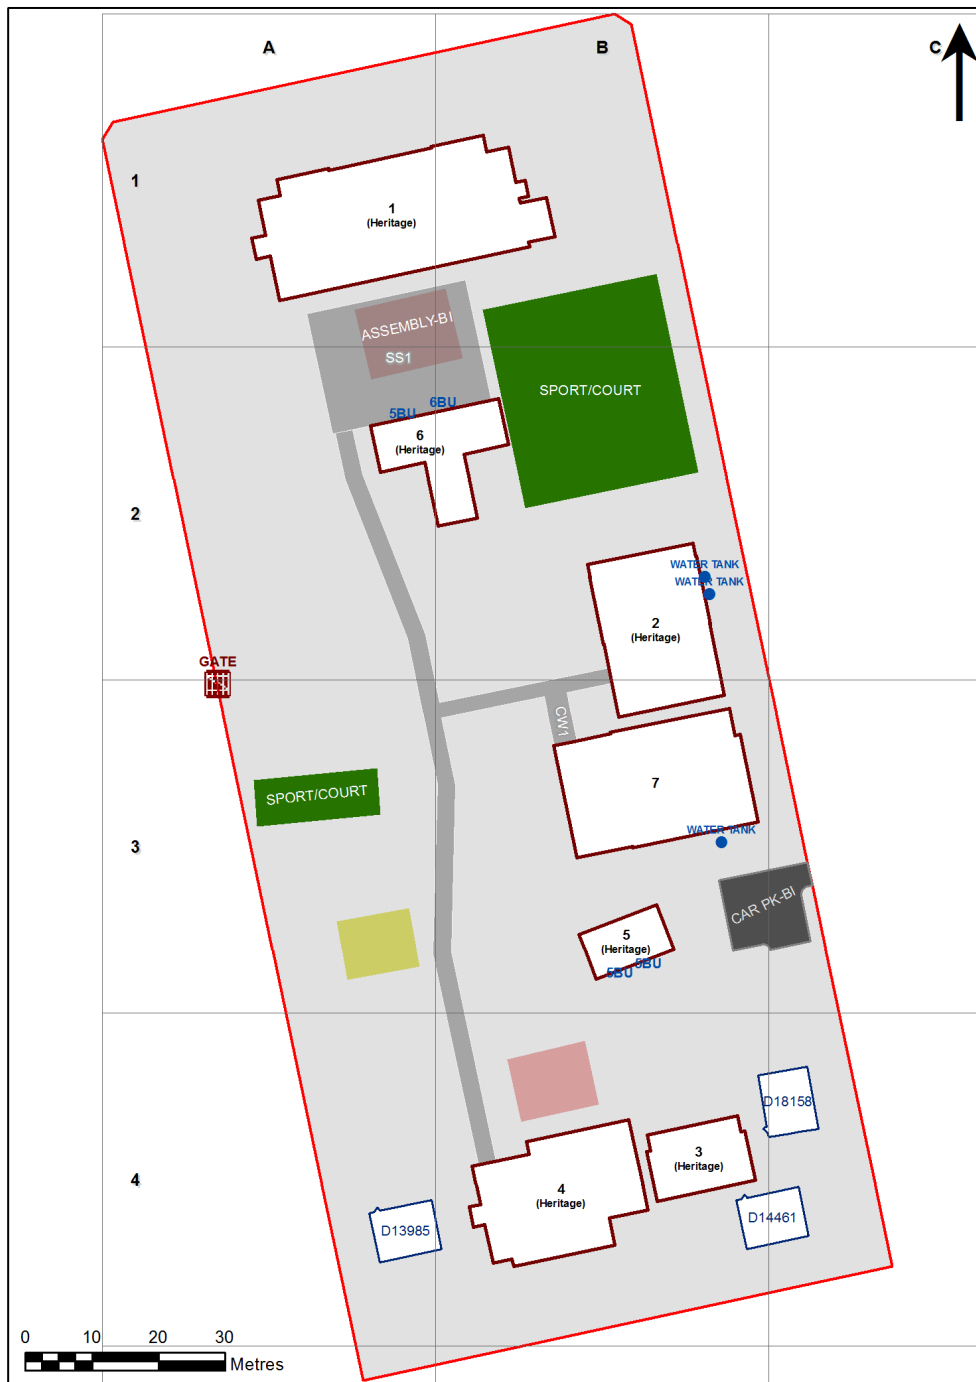 A
B
C
1
1
(Heritage)
ASSEMBLY-BI
SS1
SPORT/COURT
5BU
6BU
6
(Heritage)
2
WATER TANK
WATER TANK
2
(Heritage)
GATE
CW1
7
SPORT/COURT
WATER TANK
3
CAR PK-BI
5
(Heritage)
5BU
5BU
D18158
4
3
(Heritage)
4
(Heritage)
D13985
D14461
0 10 20 30
Metres